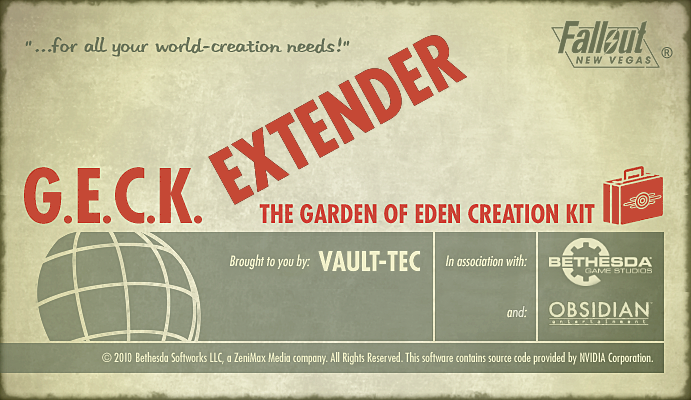 "...for all your world-creation needs!"
Fallout
NEW VEGAS®
EXTENDER
G.E.C.K.
THE GARDEN OF EDEN CREATION KIT
Brought to you by: VAULT-TEC
In association with:
BETHESDA
GAME STUDIOS
and:
OBSIDIAN
entertainment
© 2010 Bethesda Softworks LLC, a ZeniMax Media company. All Rights Reserved. This software contains source code provided by NVIDIA Corporation.